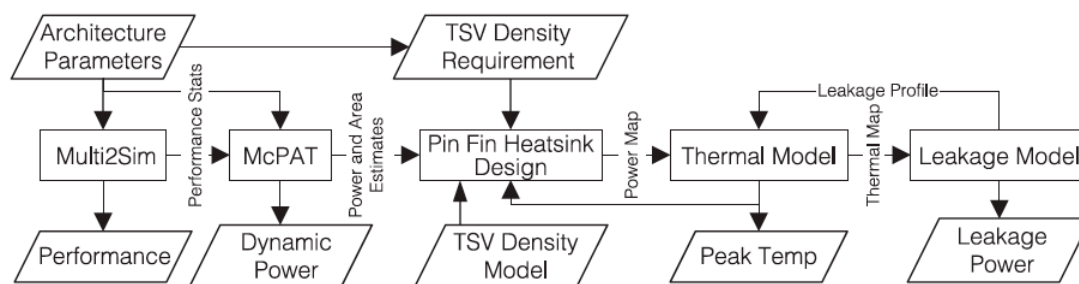 Architecture
Parameters
TSV Density
Requirement
Performance Stats
Leakage Profile
Multi2Sim
McPAT
Power and Area
Estimates
Pin Fin Heatsink
Design
Power Map
Thermal Model
Thermal Map
Leakage Model
Performance
Dynamic
Power
TSV Density
Model
Peak Temp
Leakage
Power